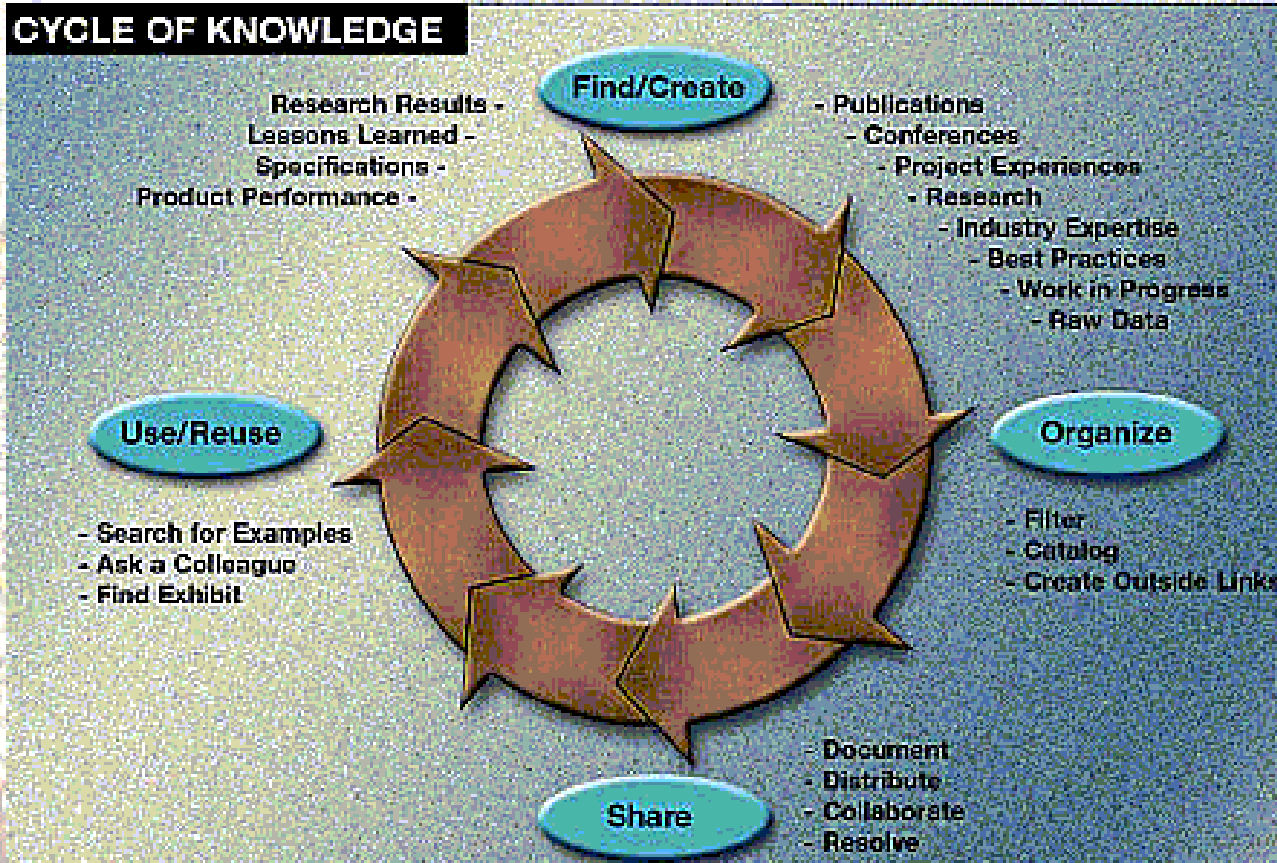 CYCLE OF KNOWLEDGE
Find/Create
Research Results -
Lessons Learned -
Specifications -
Product Performance -
- Publications
- Conferences
- Project Experiences
- Research
- Industry Expertise
- Best Practices
- Work in Progress
- Raw Data
Use/Reuse
- Search for Examples
- Ask a Colleague
- Find Exhibit
Organize
- Filter
- Catalog
- Create Outside Links
Share
- Document
- Distribute
- Collaborate
- Resolve